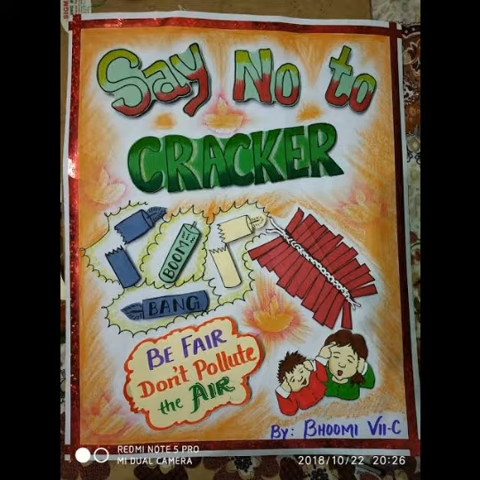 Say No to
CRACKER
BOOM
BANG
BE FAIR
Don't Pollute
the AIR
By: BHOOMI VII-C
REDMI NOTE 5 PRO
MI DUAL CAMERA
2018/10/22 20:26